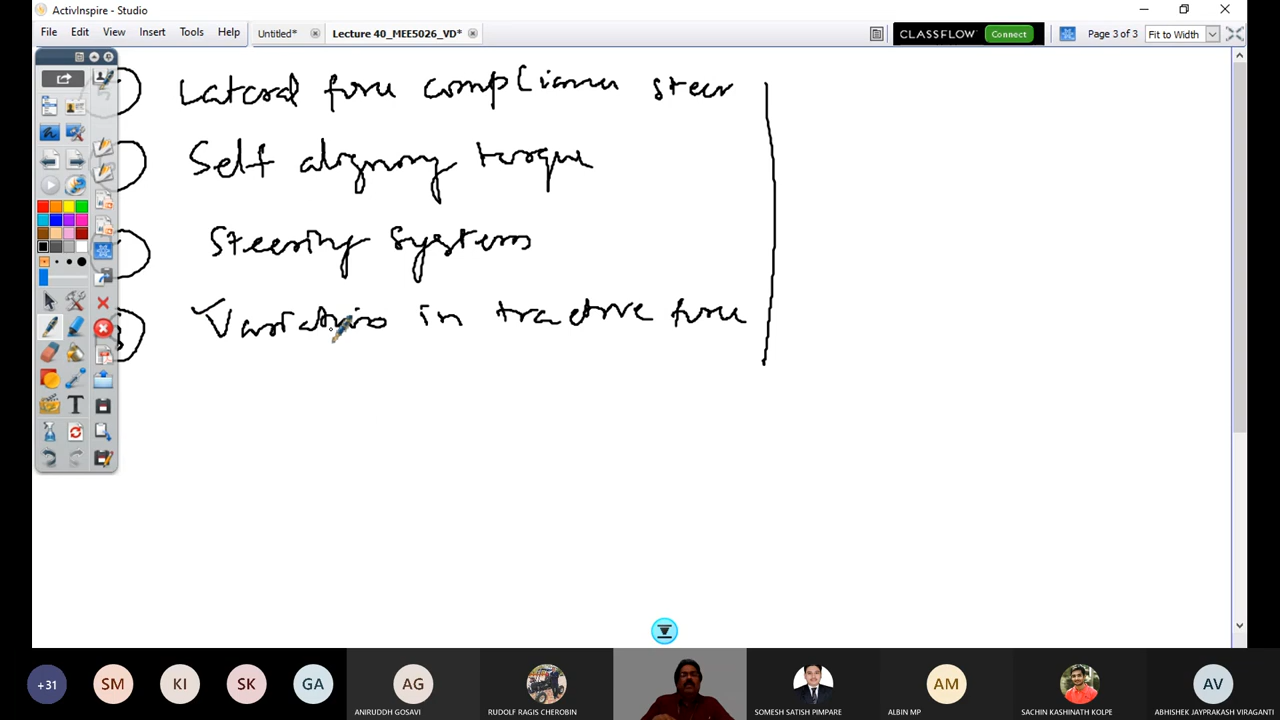 ActivInspire - Studio
File Edit View Insert Tools Help
Untitled*
Lecture 40_MEE5026_VD*
CLASSFLOW Connect
Page 3 of 3
Fit to Width
Lateral force compliance steer
Self aligning torque
Steering system
Variations in tractive force
T
+31
SM
KI
SK
GA
AG
AM
AV
ANIRUDDH GOSAVI
RUDOLF RAGIS CHEROBIN
SOMESH SATISH PIMPARE
ALBIN MP
SACHIN KASHINATH KOLPE
ABHISHEK JAYPRAKASH VIRAGANTI